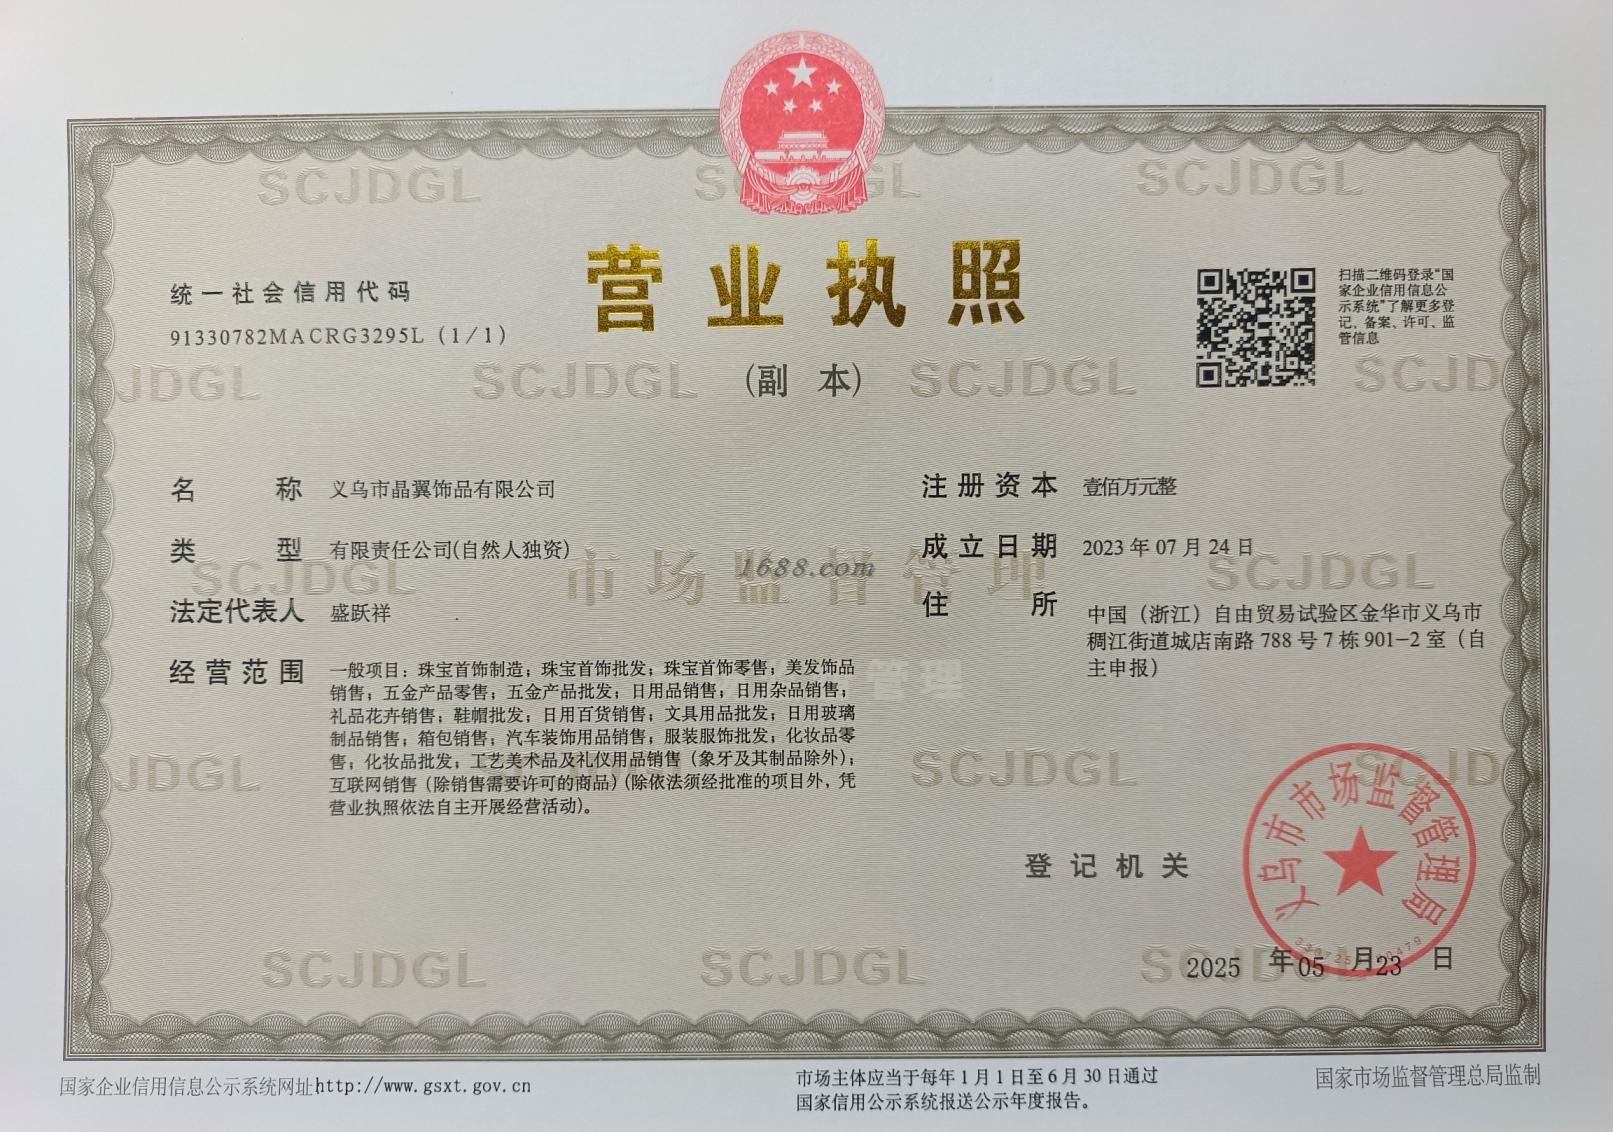 营业执照
(副 本)
统一社会信用代码
91330782MACRG3295L (1/1)
扫描二维码登录“国
家企业信用信息公
示系统”了解更多登
记、备案、许可、监
管信息
名 称 义乌市晶翼饰品有限公司
类 型 有限责任公司(自然人独资)
法定代表人 盛跃祥
经营范围 一般项目：珠宝首饰制造；珠宝首饰批发；珠宝首饰零售；美发饰品
销售；五金产品零售；五金产品批发；日用品销售；日用杂品销售；
礼品花卉销售；鞋帽批发；日用百货销售；文具用品批发；日用玻璃
制品销售；箱包销售；汽车装饰用品销售；服装服饰批发；化妆品零
售；化妆品批发；工艺美术品及礼仪用品销售（象牙及其制品除外）；
互联网销售（除销售需要许可的商品）(除依法须经批准的项目外，凭
营业执照依法自主开展经营活动)。
注册资本 壹佰万元整
成立日期 2023年07月24日
住 所 中国（浙江）自由贸易试验区金华市义乌市
稠江街道城店南路788号7栋901-2室（自
主申报）
登记机关
义乌市市场监督管理局
2025 年 05 月 23 日
SCJDGL SCJDGL SCJDGL
JDGL SCJDGL SCJDGL SCJD
SCJDGL 市场监督管理 SCJDGL
1688.com
管理
JDGL SCJDGL SCJD
SCJDGL SCJDGL SCJDGL
国家企业信用信息公示系统网址http://www.gsxt.gov.cn
市场主体应当于每年1月1日至6月30日通过
国家信用公示系统报送公示年度报告。
国家市场监督管理总局监制